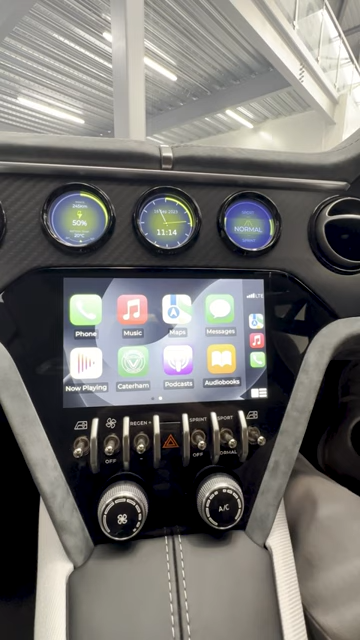 50%
11:14
NORMAL
LTE
Phone
Music
Maps
Messages
Now Playing
Caterham
Podcasts
Audiobooks
REGEN +
SPRINT
SPORT
OFF
OFF
NORMAL
A/C